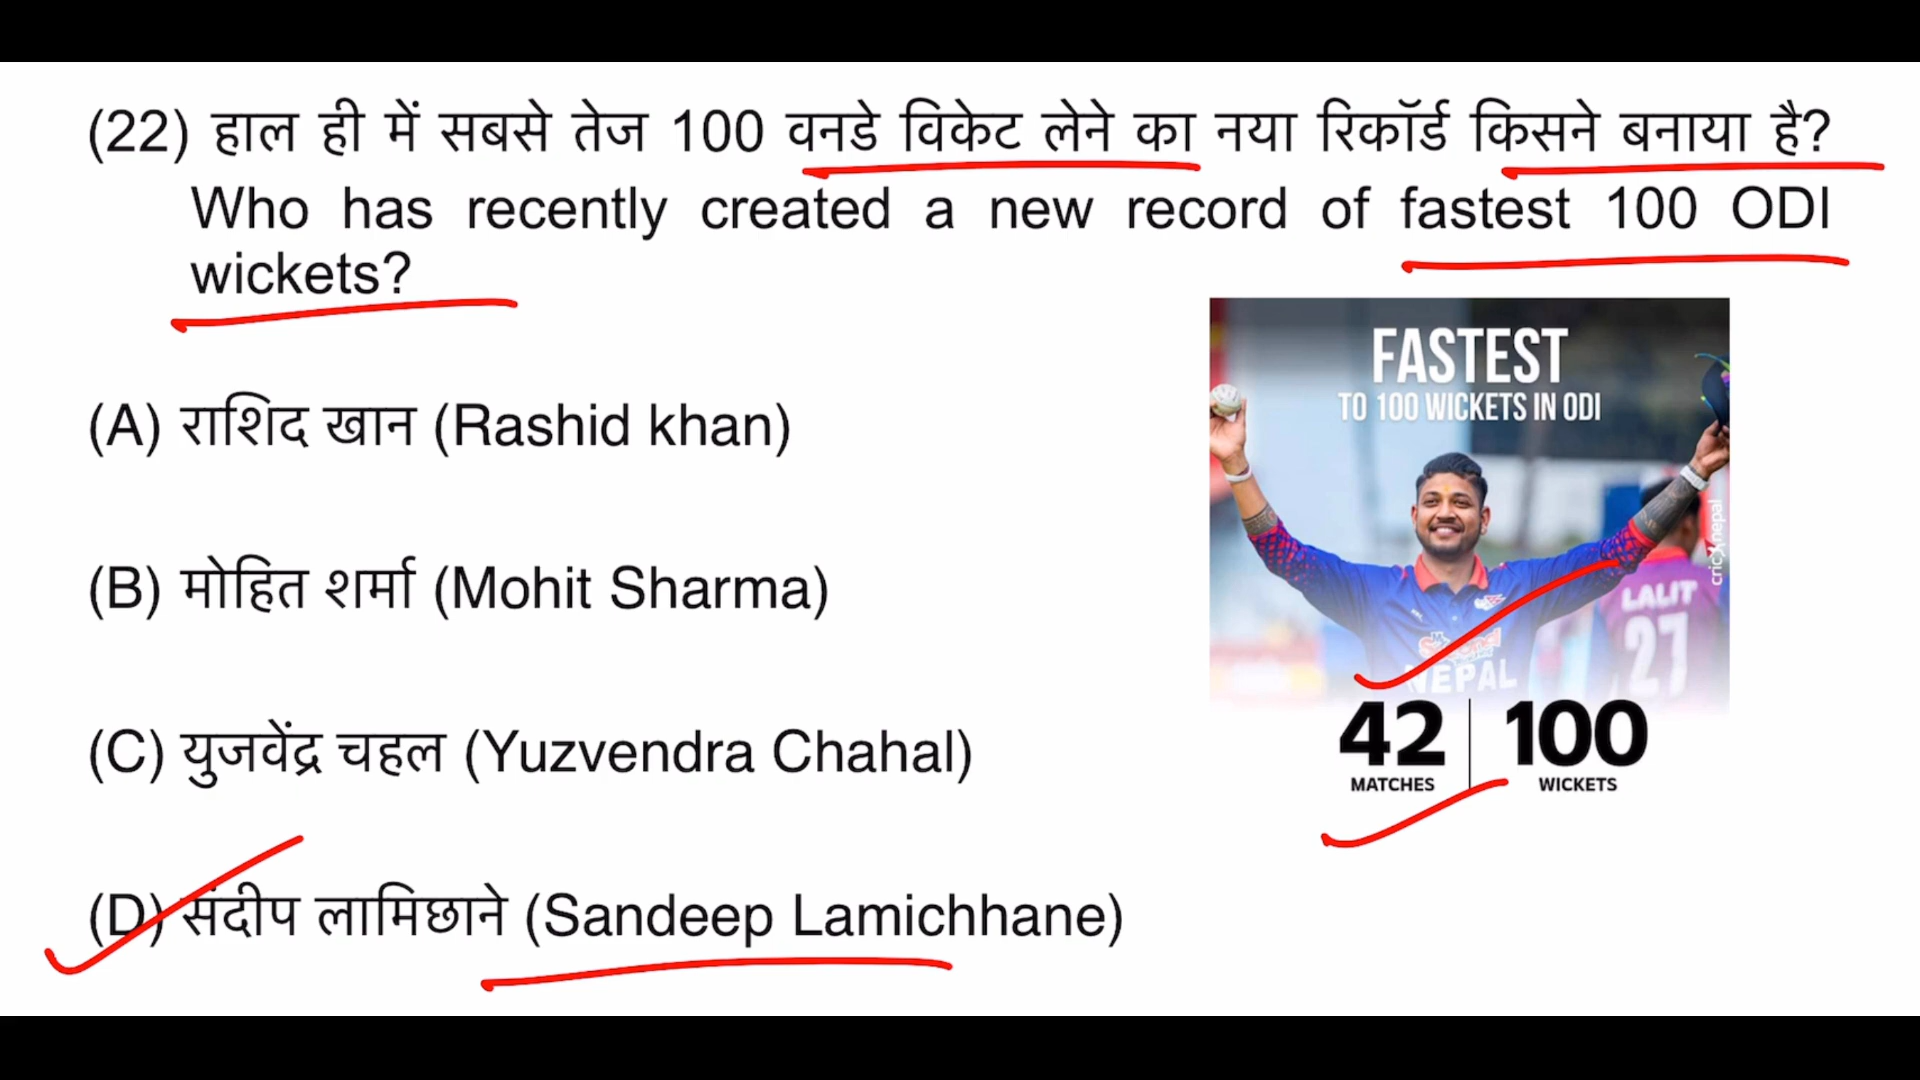 (22) हाल ही में सबसे तेज 100 वनडे विकेट लेने का नया रिकॉर्ड किसने बनाया है?
Who has recently created a new record of fastest 100 ODI
wickets?
FASTEST
TO 100 WICKETS IN ODI
(A) राशिद खान (Rashid khan)
(B) मोहित शर्मा (Mohit Sharma)
cricnepal
LALIT
27
NEPAL
42 100
MATCHES WICKETS
(C) युजवेंद्र चहल (Yuzvendra Chahal)
(D) संदीप लामिछाने (Sandeep Lamichhane)